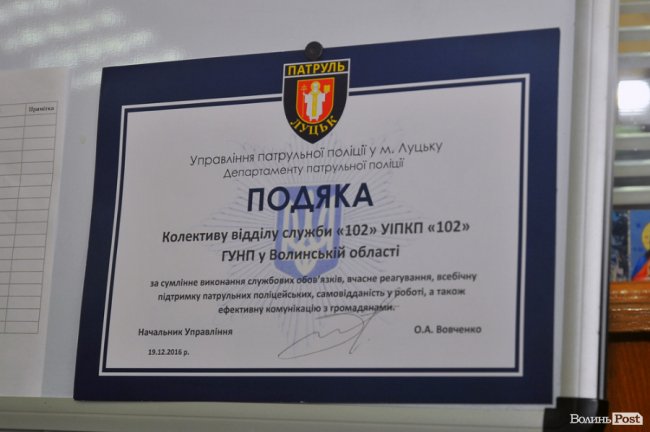 Примітка
ПАТРУЛЬ
ЛУЦЬК
Управління патрульної поліції у м. Луцьку
Департаменту патрульної поліції
ПОДЯКА
Колективу відділу служби «102» УІПКП «102»
ГУНП у Волинській області
за сумлінне виконання службових обов'язків, вчасне реагування, всебічну
підтримку патрульних поліцейських, самовідданість у роботі, а також
ефективну комунікацію з громадянами.
Начальник Управління
О.А. Вовченко
19.12.2016 р.
ВолиньPost